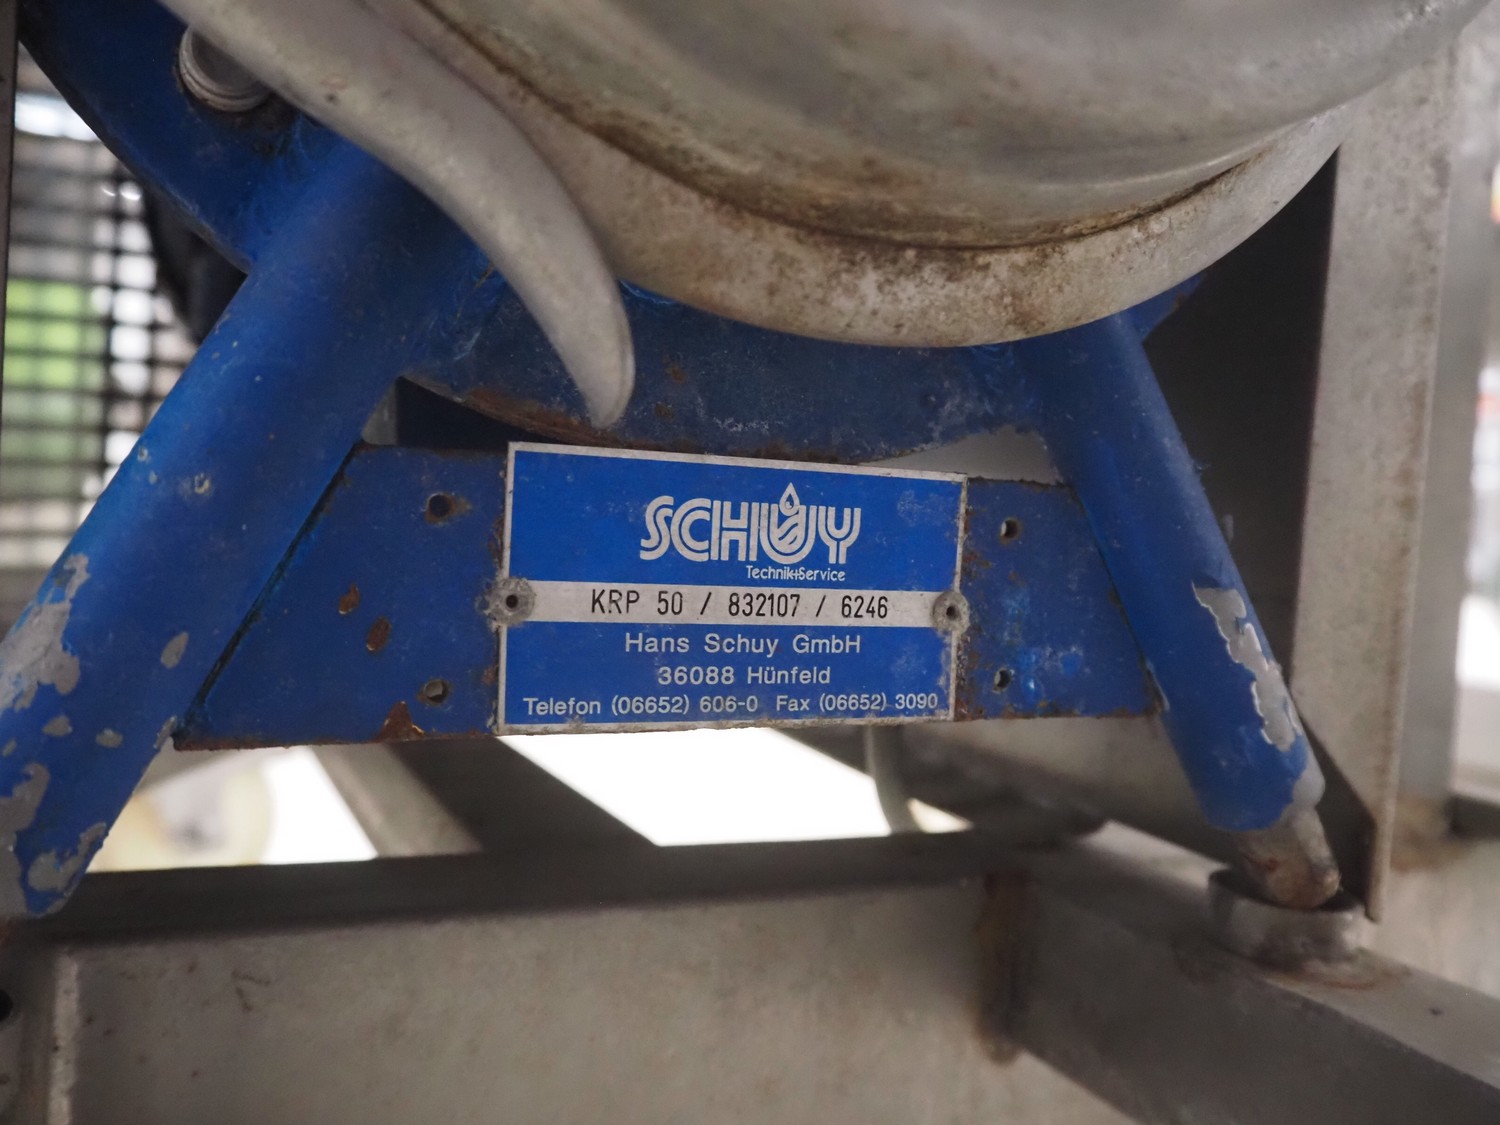 SCHUY
Technik+Service
KRP 50 / 832107 / 6246
Hans Schuy GmbH
36088 Hünfeld
Telefon (06652) 606-0 Fax (06652) 3090